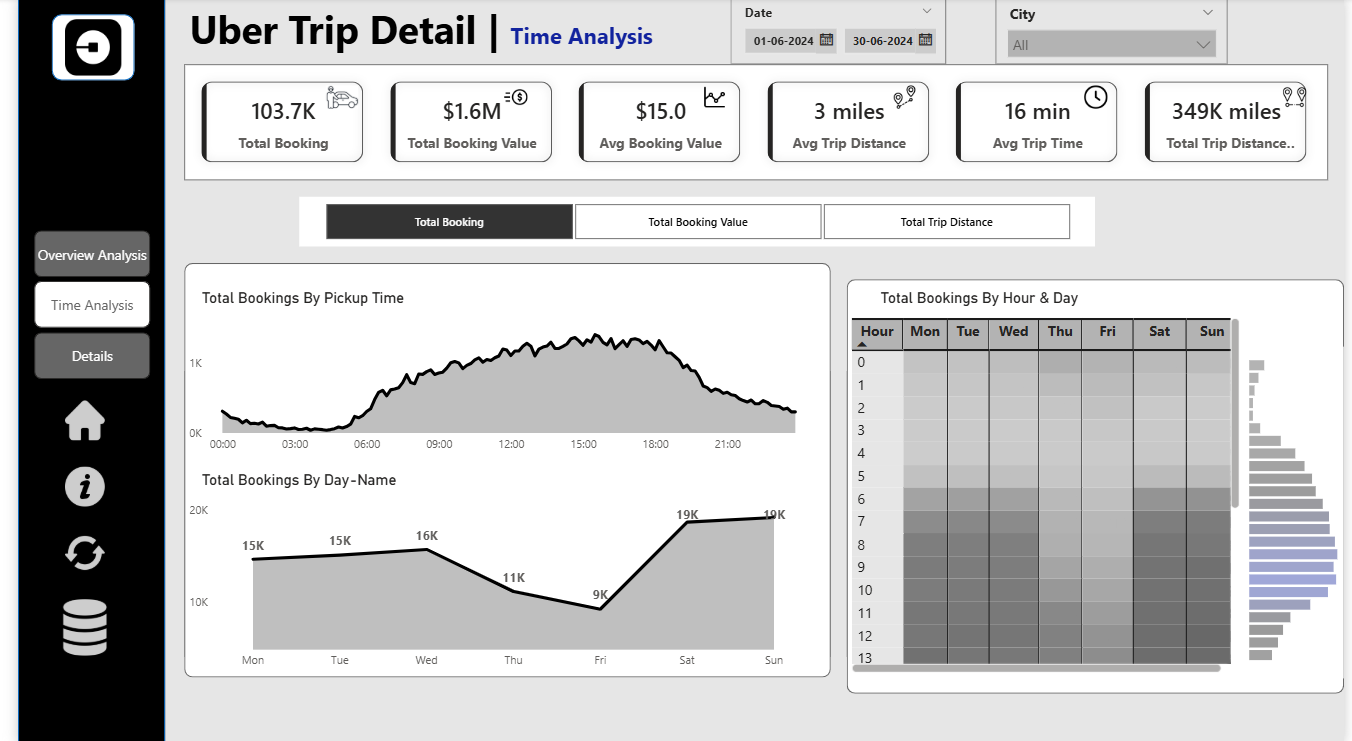 Uber Trip Detail | Time Analysis
Date
01-06-2024 30-06-2024
City
All
103.7K
Total Booking
$1.6M
Total Booking Value
$15.0
Avg Booking Value
3 miles
Avg Trip Distance
16 min
Avg Trip Time
349K miles
Total Trip Distance..
Overview Analysis
Time Analysis
Details
Total Booking
Total Booking Value
Total Trip Distance
Total Bookings By Pickup Time
1K
0K
00:00 03:00 06:00 09:00 12:00 15:00 18:00 21:00
Total Bookings By Day-Name
20K
10K
15K 15K 16K 11K 9K 19K 19K
Mon Tue Wed Thu Fri Sat Sun
Total Bookings By Hour & Day
Hour Mon Tue Wed Thu Fri Sat Sun
0
1
2
3
4
5
6
7
8
9
10
11
12
13